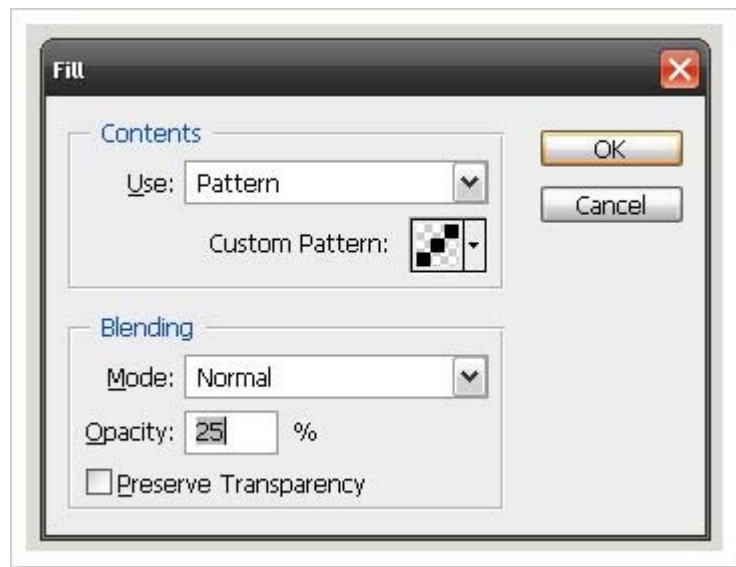 Fill
Contents
Use: Pattern
Custom Pattern:
OK
Cancel
Blending
Mode: Normal
Opacity: 25 %
Preserve Transparency